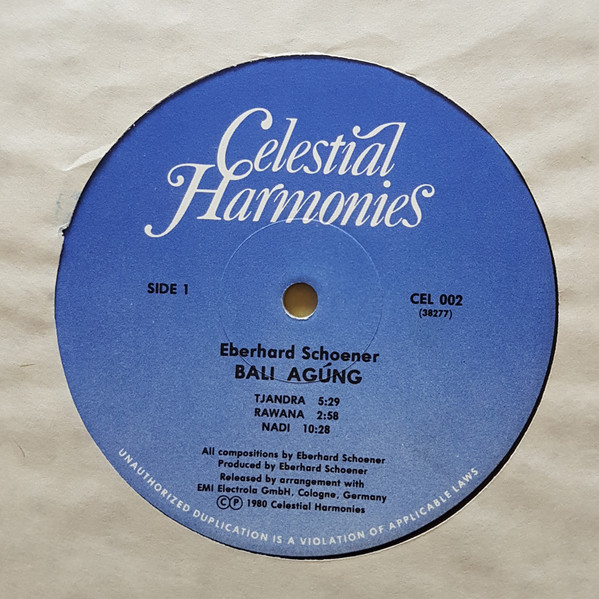 Celestial
Harmonies
SIDE 1
CEL 002
(38277)
Eberhard Schoener
BALI AGÚNG
TJANDRA 5:29
RAWANA 2:58
NADI 10:28
All compositions by Eberhard Schoener
Produced by Eberhard Schoener
Released by arrangement with
EMI Electrola GmbH, Cologne, Germany
ⒸⓅ 1980 Celestial Harmonies
UNAUTHORIZED DUPLICATION IS A VIOLATION OF APPLICABLE LAWS